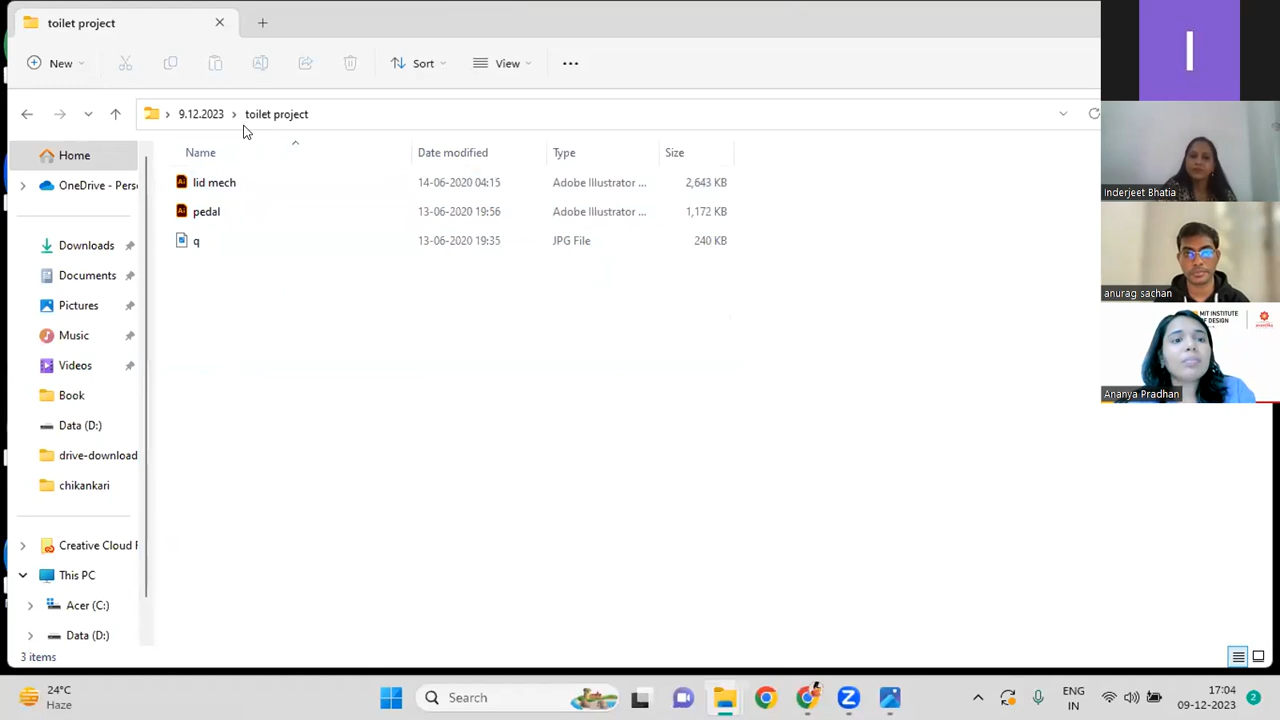 toilet project
New
Sort
View
9.12.2023 toilet project
Home
Name
Date modified
Type
Size
OneDrive - Pers
lid mech
14-06-2020 04:15
Adobe Illustrator ...
2,643 KB
pedal
13-06-2020 19:56
Adobe Illustrator ...
1,172 KB
q
13-06-2020 19:35
JPG File
240 KB
Downloads
Documents
Pictures
Music
Videos
Book
Data (D:)
drive-download
chikankari
Creative Cloud F
This PC
Acer (C:)
Data (D:)
3 items
I
Inderjeet Bhatia
anurag sachan
MIT INSTITUTE
OF DESIGN
Ananya Pradhan
24°C
Haze
Search
ENG
IN
17:04
09-12-2023
2